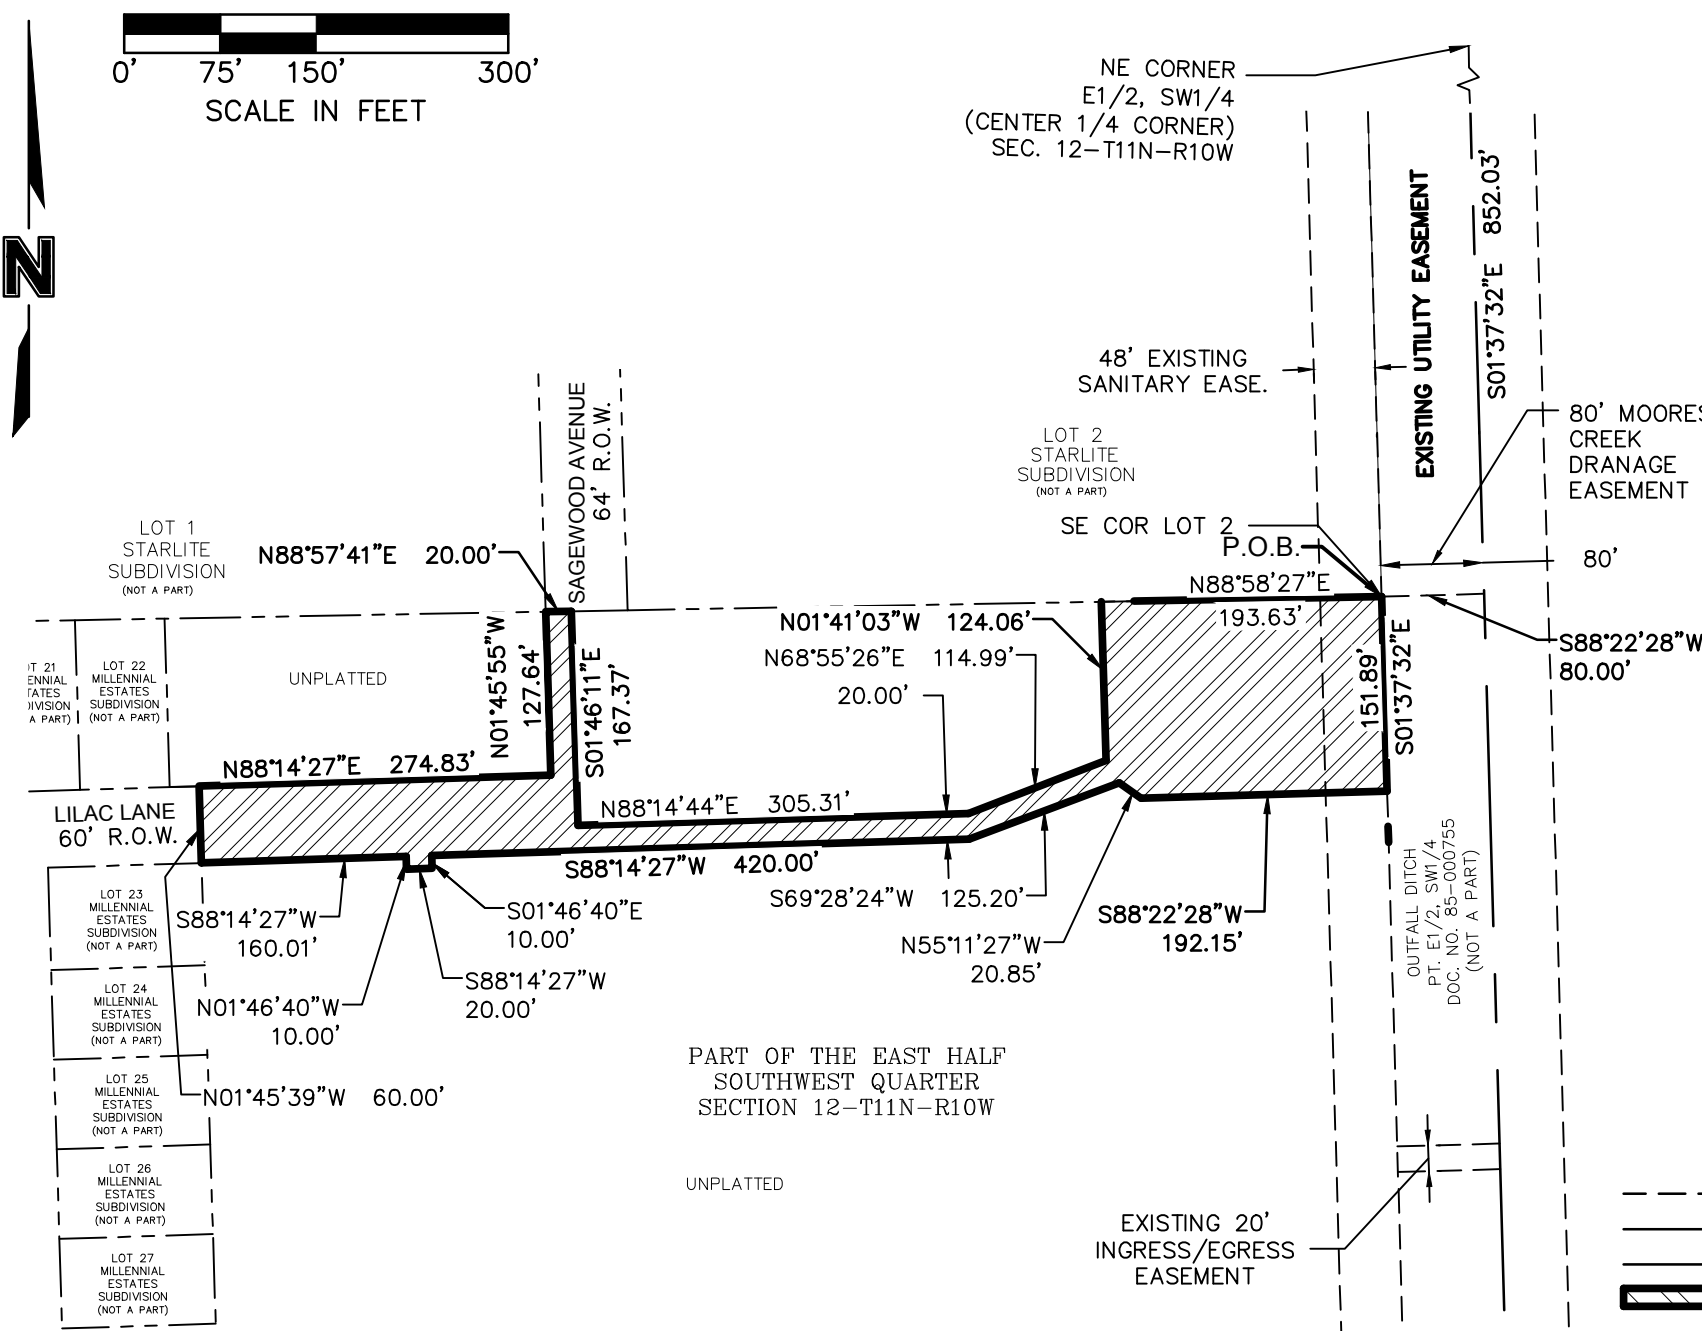 0' 75' 150' 300'
SCALE IN FEET
N
NE CORNER
E1/2, SW1/4
(CENTER 1/4 CORNER)
SEC. 12-T11N-R10W
EXISTING UTILITY EASEMENT
S01°37'32"E 852.03'
48' EXISTING
SANITARY EASE.
80' MOORES
CREEK
DRANAGE
EASEMENT
LOT 2
STARLITE
SUBDIVISION
(NOT A PART)
SAGEWOOD AVENUE
64' R.O.W.
LOT 1
STARLITE
SUBDIVISION
(NOT A PART)
N88°57'41"E 20.00'
SE COR LOT 2
P.O.B.
80'
N88°58'27"E
193.63'
N01°41'03"W 124.06'
N68°55'26"E 114.99'
20.00'
S88°22'28"W
80.00'
151.89'
S01°37'32"E
N01°45'55"W
127.64'
S01°46'11"E
167.37'
UNPLATTED
OT 21
ENNIAL
TATES
DIVISION
A PART)
LOT 22
MILLENNIAL
ESTATES
SUBDIVISION
(NOT A PART)
N88°14'27"E 274.83'
LILAC LANE
60' R.O.W.
N88°14'44"E 305.31'
S88°14'27"W 420.00'
S69°28'24"W 125.20'
N55°11'27"W
20.85'
S88°22'28"W
192.15'
OUTFALL DITCH
PT. E1/2, SW1/4
DOC. NO. 85-000755
(NOT A PART)
LOT 23
MILLENNIAL
ESTATES
SUBDIVISION
(NOT A PART)
S88°14'27"W
160.01'
S01°46'40"E
10.00'
S88°14'27"W
20.00'
N01°46'40"W
10.00'
LOT 24
MILLENNIAL
ESTATES
SUBDIVISION
(NOT A PART)
N01°45'39"W 60.00'
LOT 25
MILLENNIAL
ESTATES
SUBDIVISION
(NOT A PART)
PART OF THE EAST HALF
SOUTHWEST QUARTER
SECTION 12-T11N-R10W
UNPLATTED
LOT 26
MILLENNIAL
ESTATES
SUBDIVISION
(NOT A PART)
EXISTING 20'
INGRESS/EGRESS
EASEMENT
LOT 27
MILLENNIAL
ESTATES
SUBDIVISION
(NOT A PART)